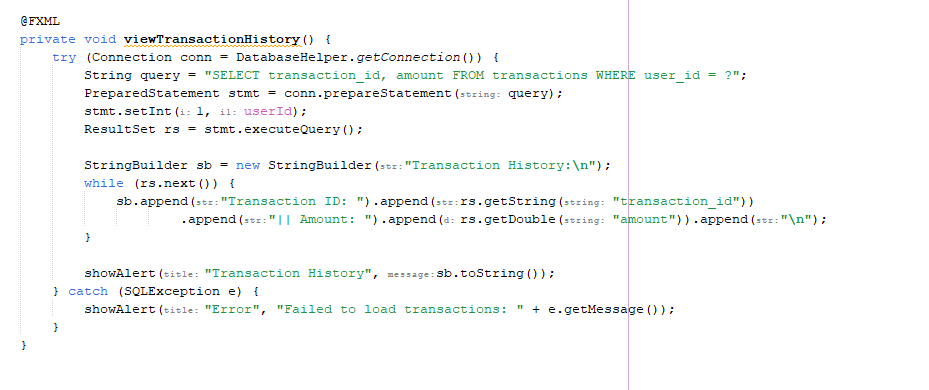 @FXML
private void viewTransactionHistory() {
    try (Connection conn = DatabaseHelper.getConnection()) {
        String query = "SELECT transaction_id, amount FROM transactions WHERE user_id = ?";
        PreparedStatement stmt = conn.prepareStatement(string: query);
        stmt.setInt(i: 1, i1: userId);
        ResultSet rs = stmt.executeQuery();

        StringBuilder sb = new StringBuilder(str:"Transaction History:\n");
        while (rs.next()) {
            sb.append(str:"Transaction ID: ").append(str:rs.getString(string: "transaction_id"))
                    .append(str:"|| Amount: ").append(d: rs.getDouble(string: "amount")).append(str:"\n");
        }

        showAlert(title: "Transaction History", message:sb.toString());
    } catch (SQLException e) {
        showAlert(title: "Error", "Failed to load transactions: " + e.getMessage());
    }
}